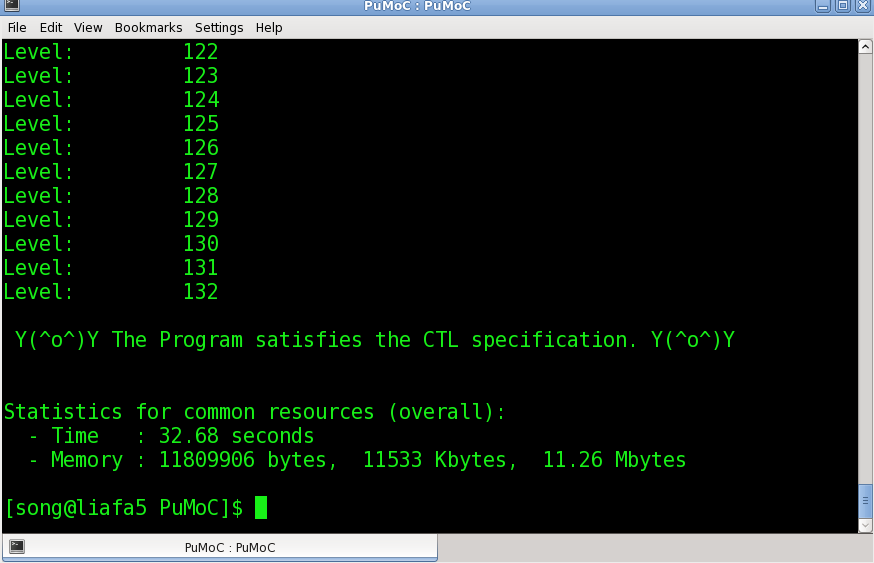 PuMoC : PuMoC
File Edit View Bookmarks Settings Help
Level: 122
Level: 123
Level: 124
Level: 125
Level: 126
Level: 127
Level: 128
Level: 129
Level: 130
Level: 131
Level: 132
Y(^o^)Y The Program satisfies the CTL specification. Y(^o^)Y
Statistics for common resources (overall):
- Time : 32.68 seconds
- Memory : 11809906 bytes, 11533 Kbytes, 11.26 Mbytes
[song@liafa5 PuMoC]$
PuMoC : PuMoC